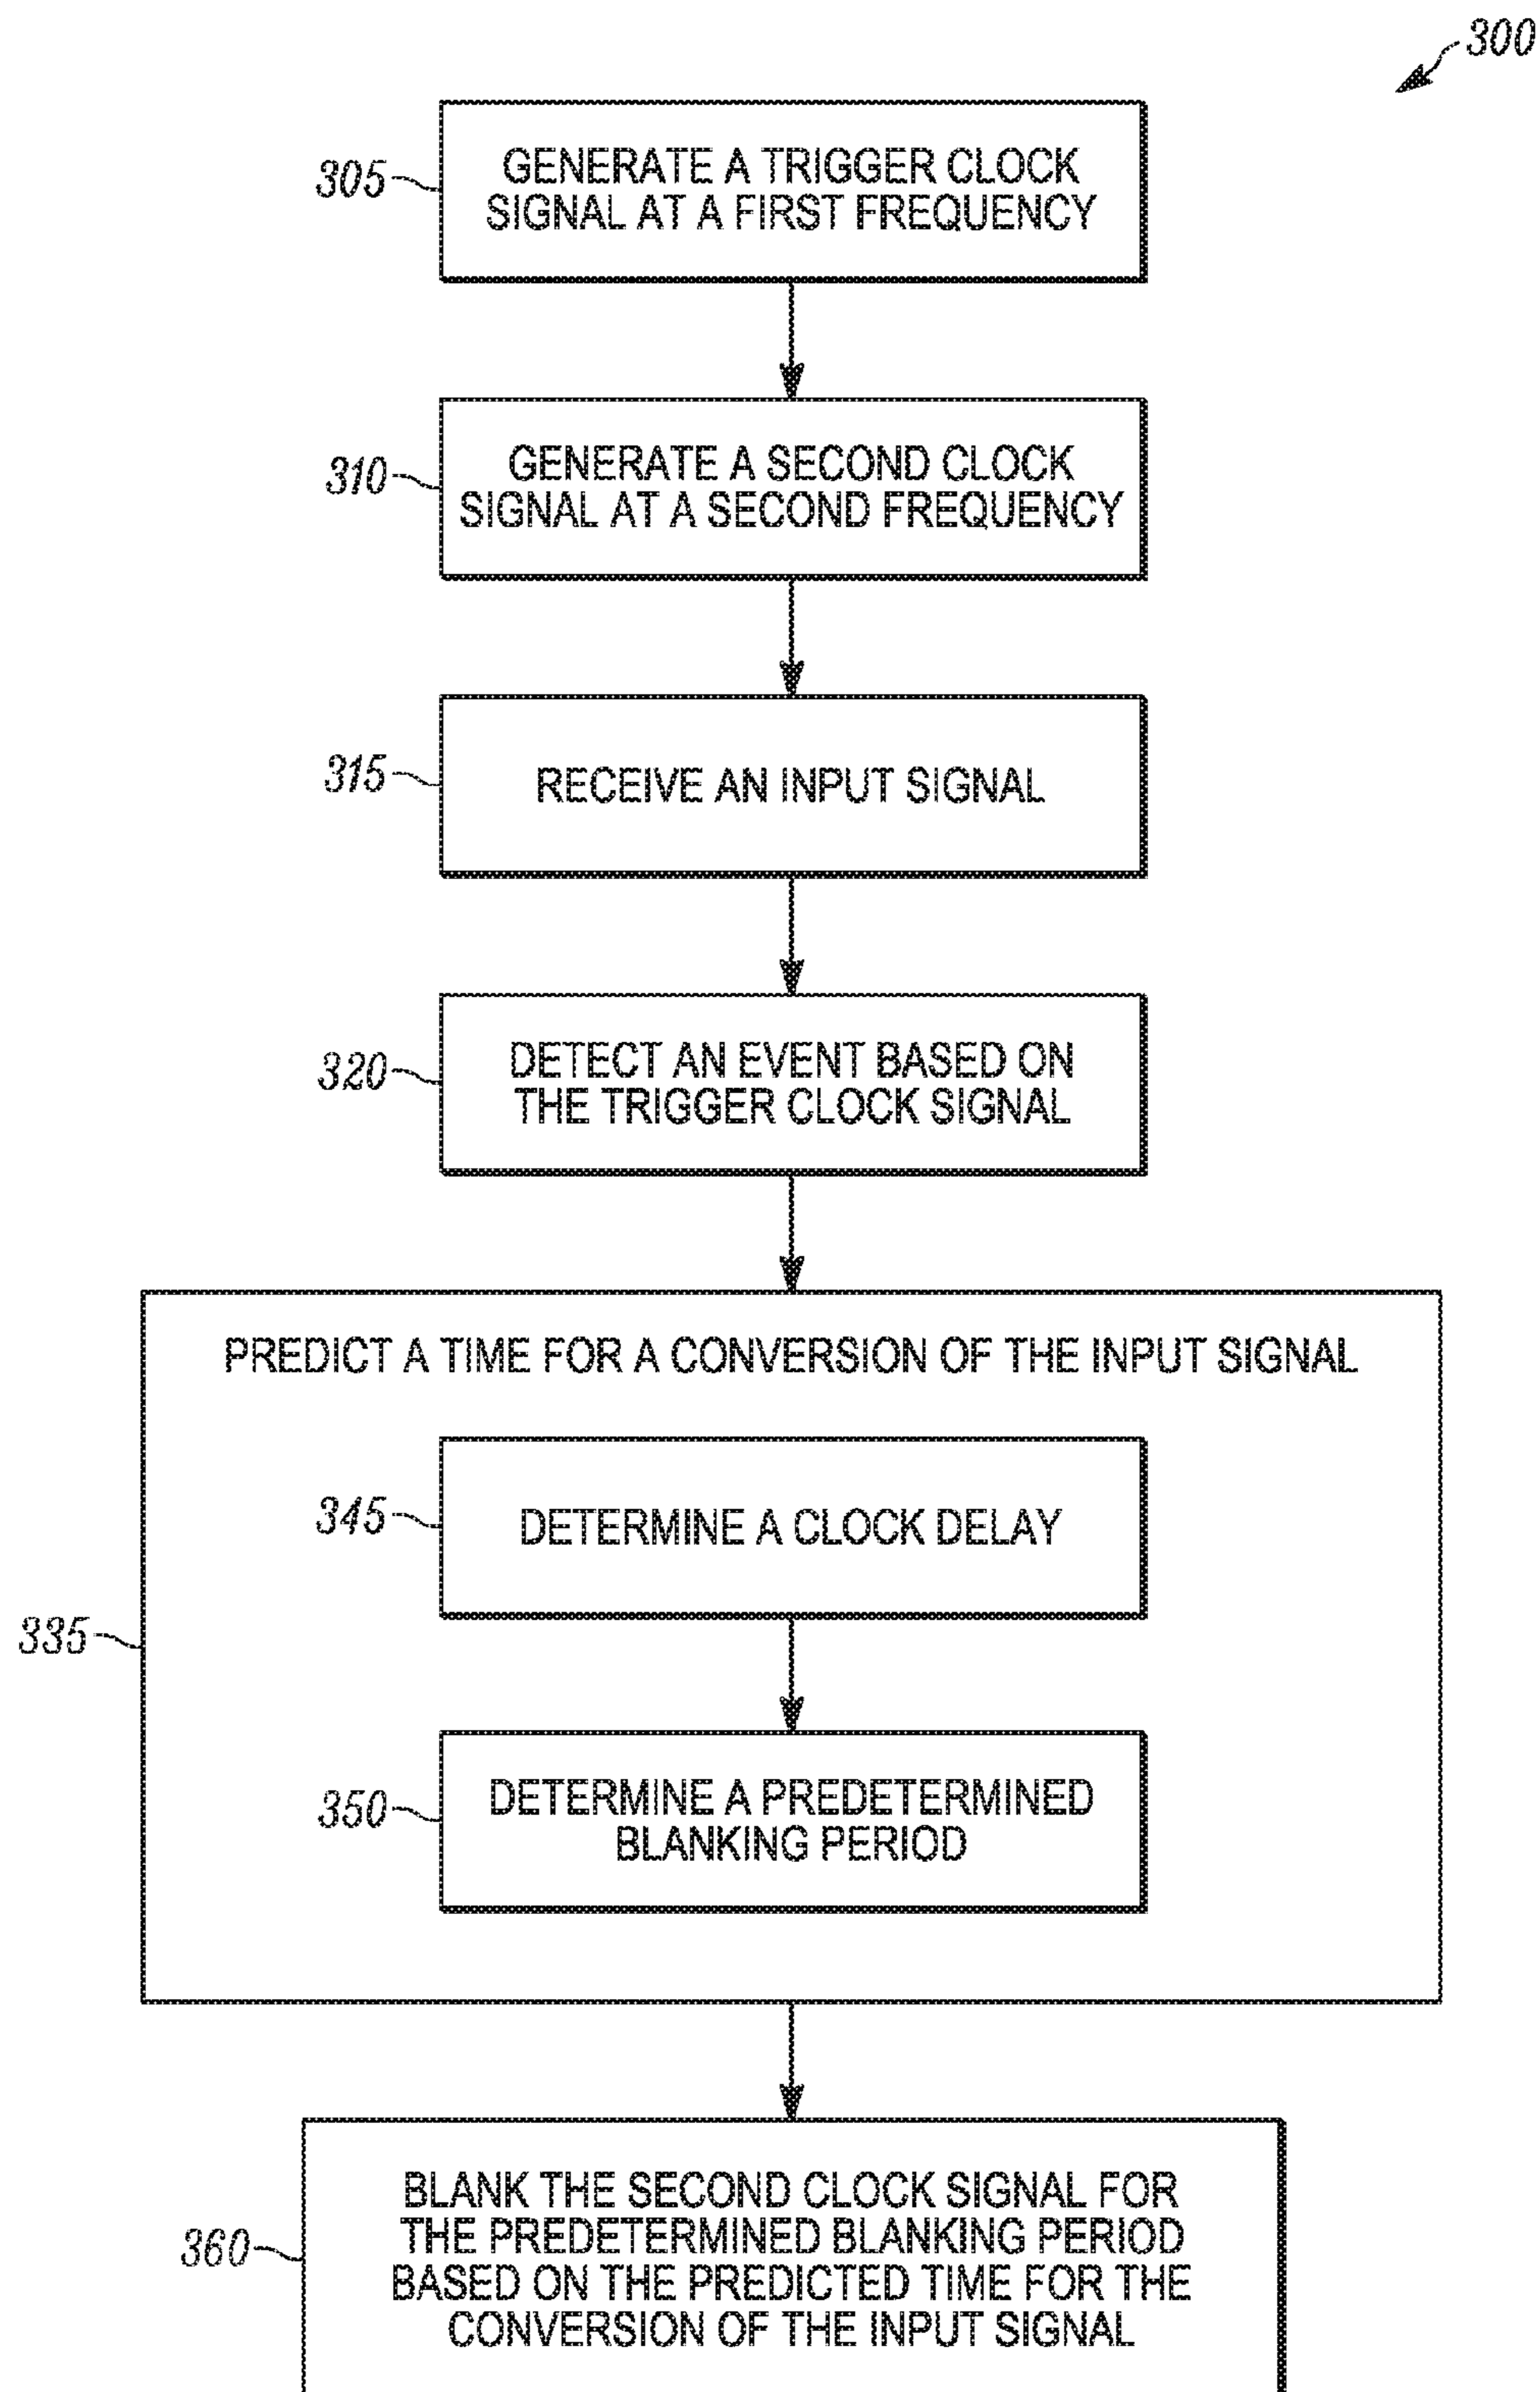 300
305
GENERATE A TRIGGER CLOCK
SIGNAL AT A FIRST FREQUENCY
310
GENERATE A SECOND CLOCK
SIGNAL AT A SECOND FREQUENCY
315
RECEIVE AN INPUT SIGNAL
320
DETECT AN EVENT BASED ON
THE TRIGGER CLOCK SIGNAL
335
PREDICT A TIME FOR A CONVERSION OF THE INPUT SIGNAL
345
DETERMINE A CLOCK DELAY
350
DETERMINE A PREDETERMINED
BLANKING PERIOD
360
BLANK THE SECOND CLOCK SIGNAL FOR
THE PREDETERMINED BLANKING PERIOD
BASED ON THE PREDICTED TIME FOR THE
CONVERSION OF THE INPUT SIGNAL